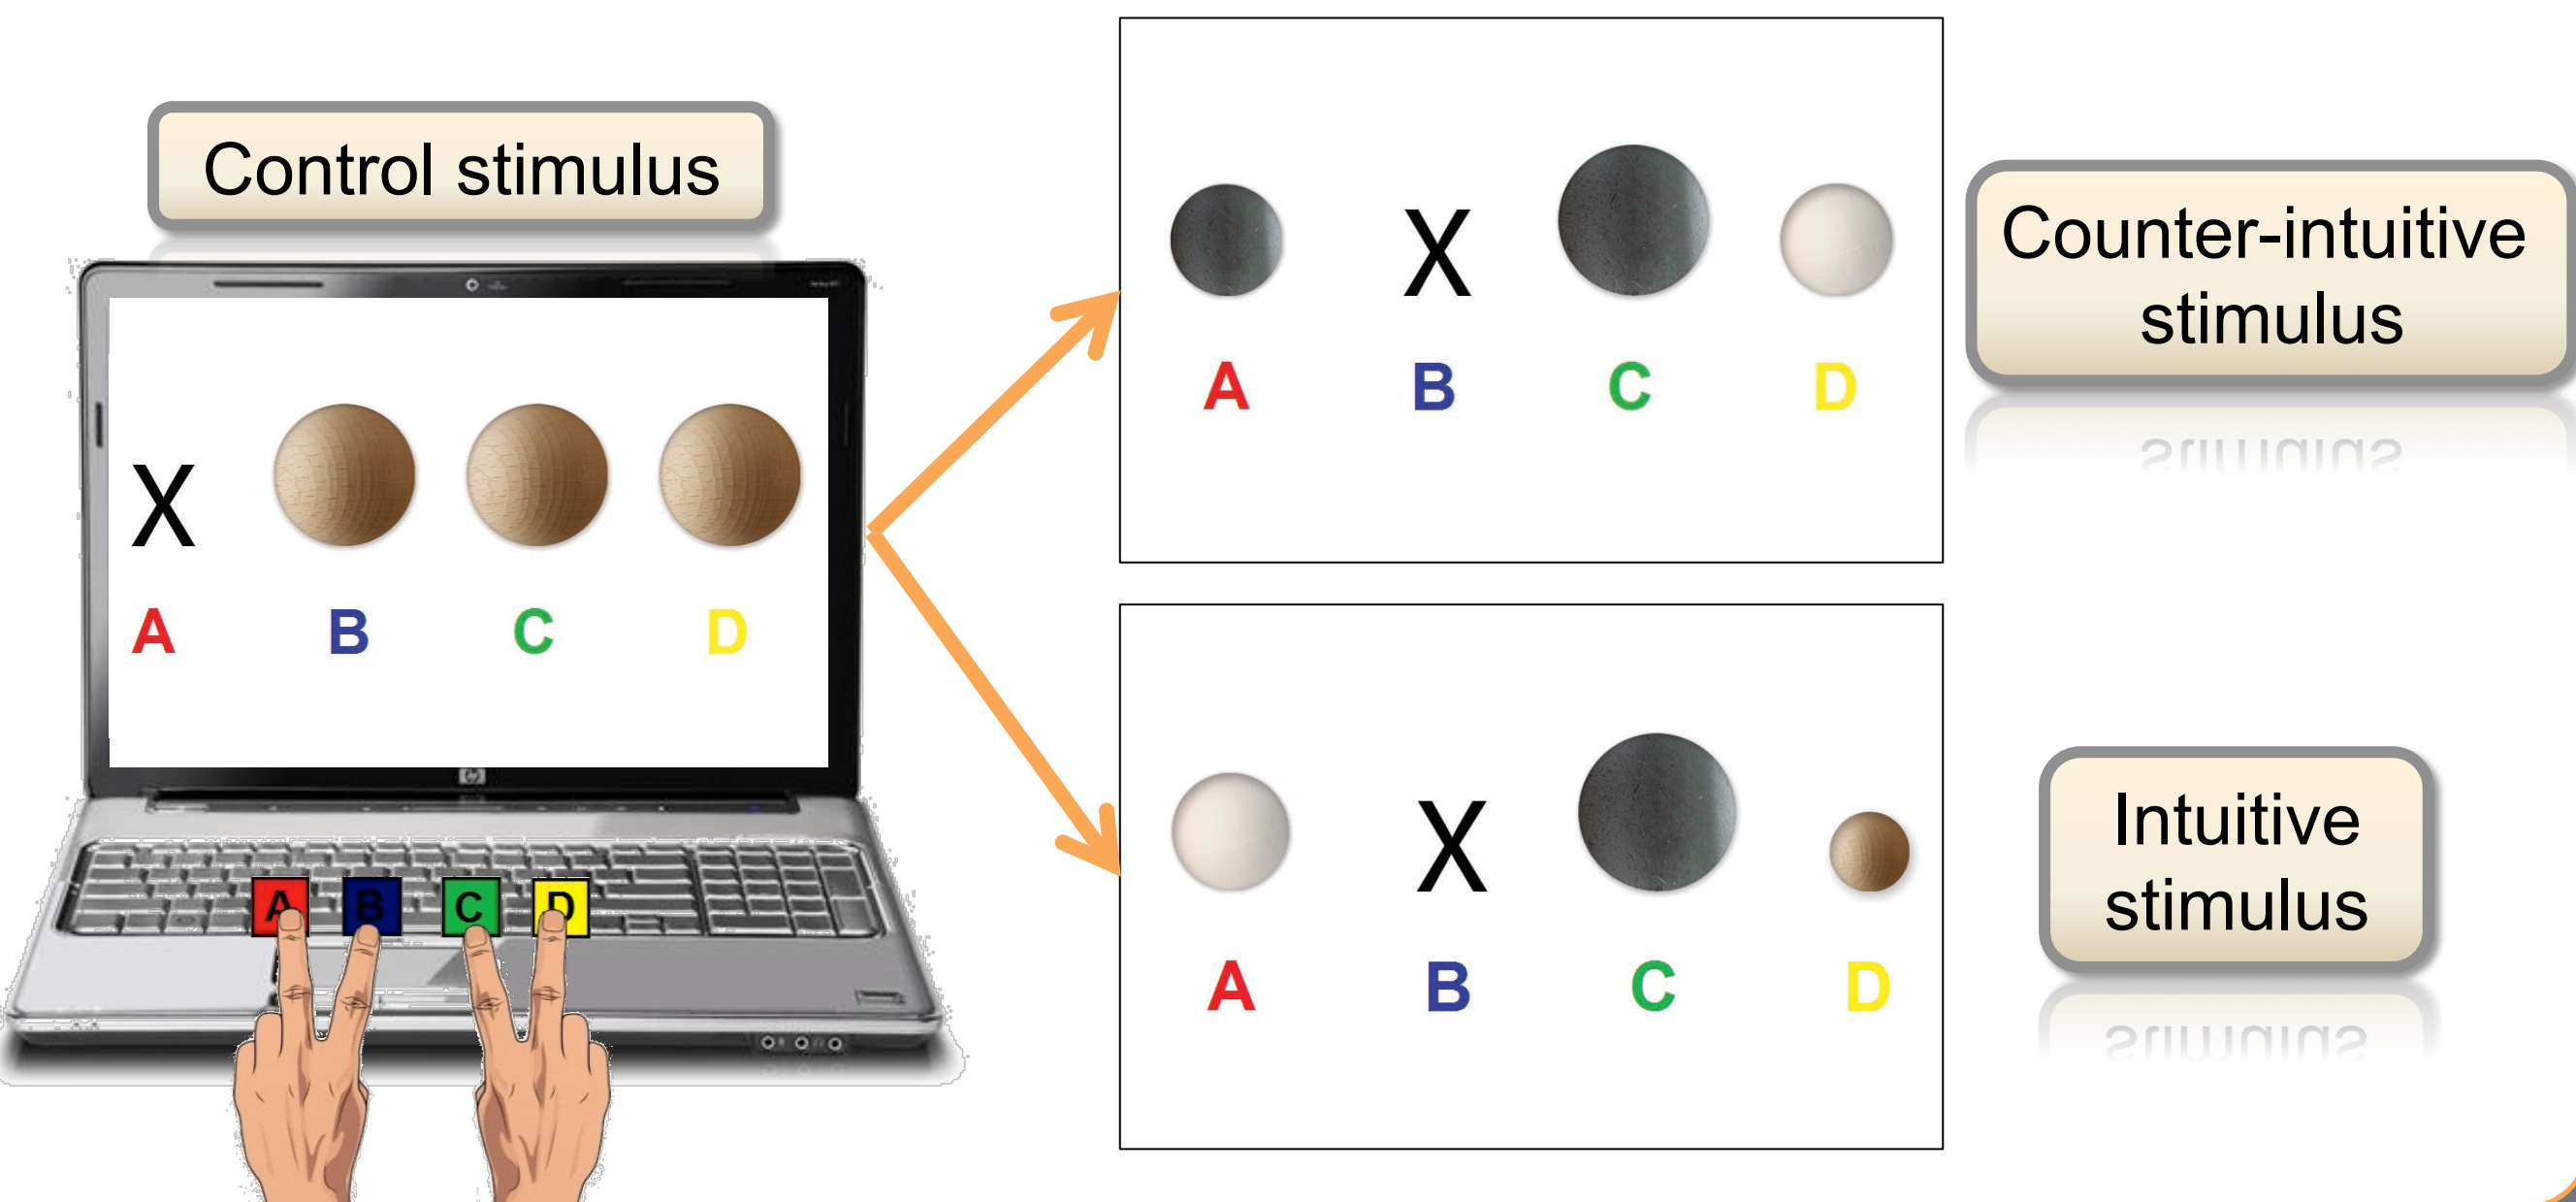 Control stimulus
X
A B C D
A B C D
X
A B C D
Counter-intuitive
stimulus
X
A B C D
Intuitive
stimulus